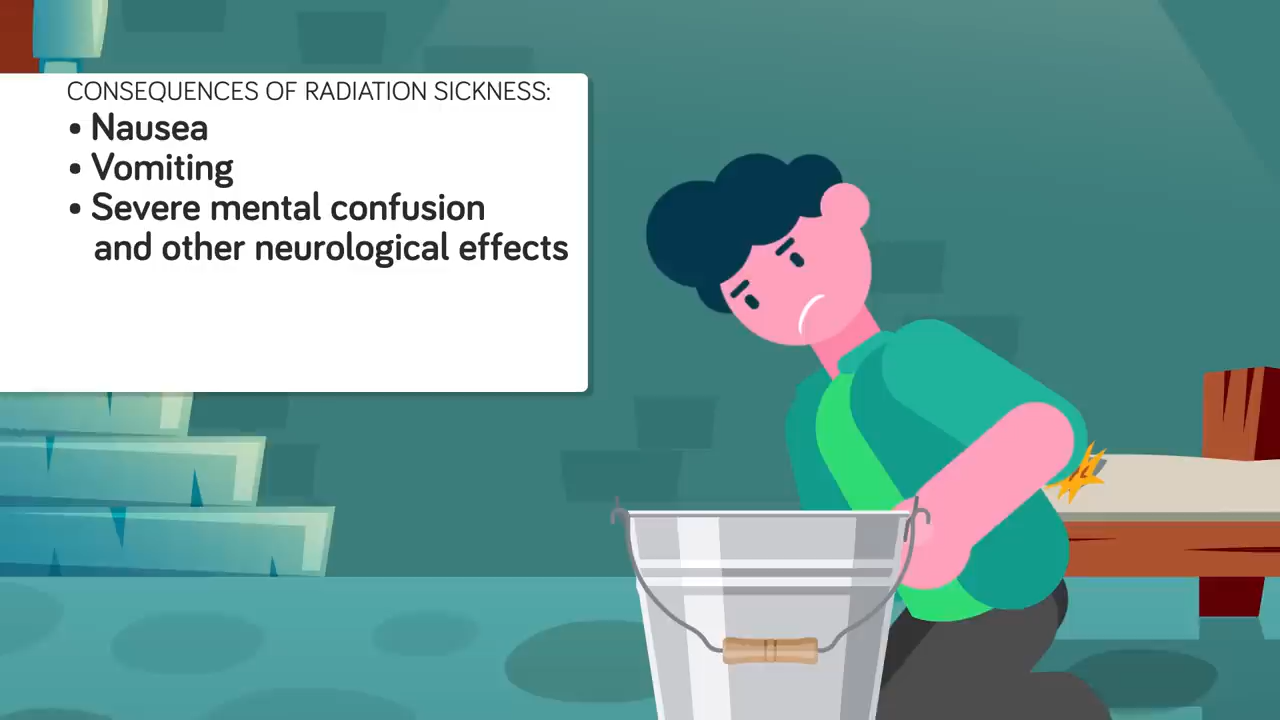 CONSEQUENCES OF RADIATION SICKNESS:
• Nausea
• Vomiting
• Severe mental confusion
and other neurological effects